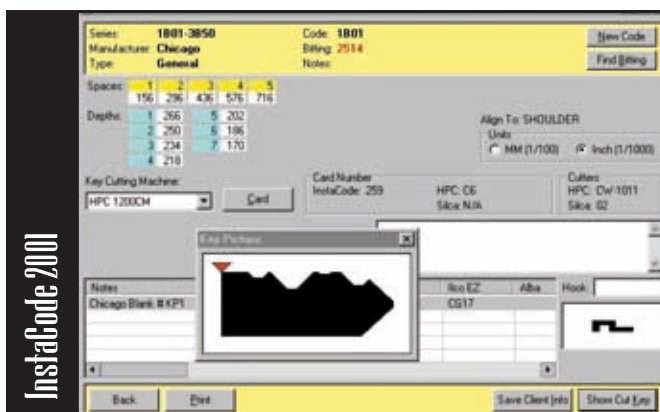 InstaCode 2001
Series: 1801-3850 Code: 1801 New Code
Manufacturer: Chicago Bitting: 2514
Type: General Notes: Find Bitting
Spaces: 1 2 3 4 5
156 296 436 576 716
Depths: 1 266 5 202
2 250 6 186
3 234 7 170
4 218
Align To: SHOULDER
Units
MM (1/100) Inch (1/1000)
Key Cutting Machine:
HPC 1200CM Card
Card Number
InstaCode: 259 HPC: C6
Silca: N/A
Cutters
HPC: CW-1011
Silca: 02
Key Picture
Notes Ilco EZ Alba Hook:
Chicago Blank # KP1 CG17
Back Print Save Client Info Show Cut Key